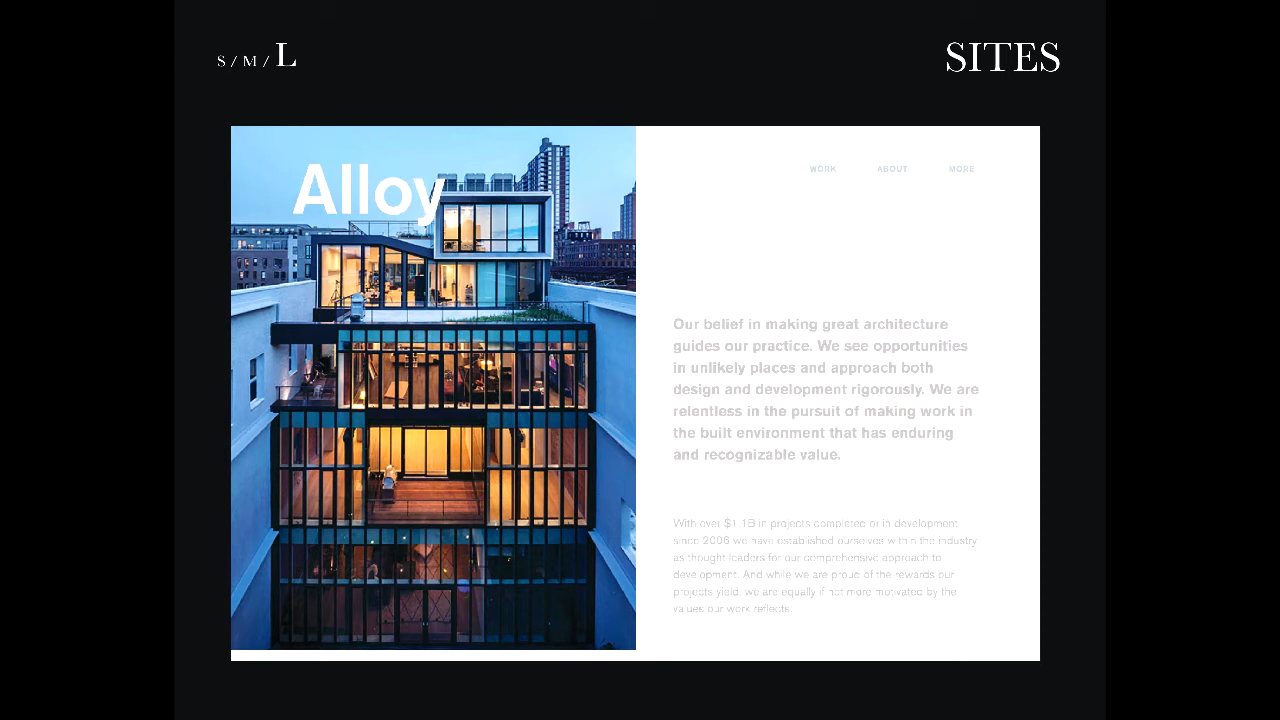 S/M/L
SITES
Alloy
WORK ABOUT MORE
Our belief in making great architecture
guides our practice. We see opportunities
in unlikely places and approach both
design and development rigorously. We are
relentless in the pursuit of making work in
the built environment that has enduring
and recognizable value.
With over $1.1B in projects completed or in development
since 2006 we have established ourselves within the industry
as thought leaders for our comprehensive approach to
development. And while we are proud of the rewards our
projects yield, we are equally if not more motivated by the
values our work reflects.